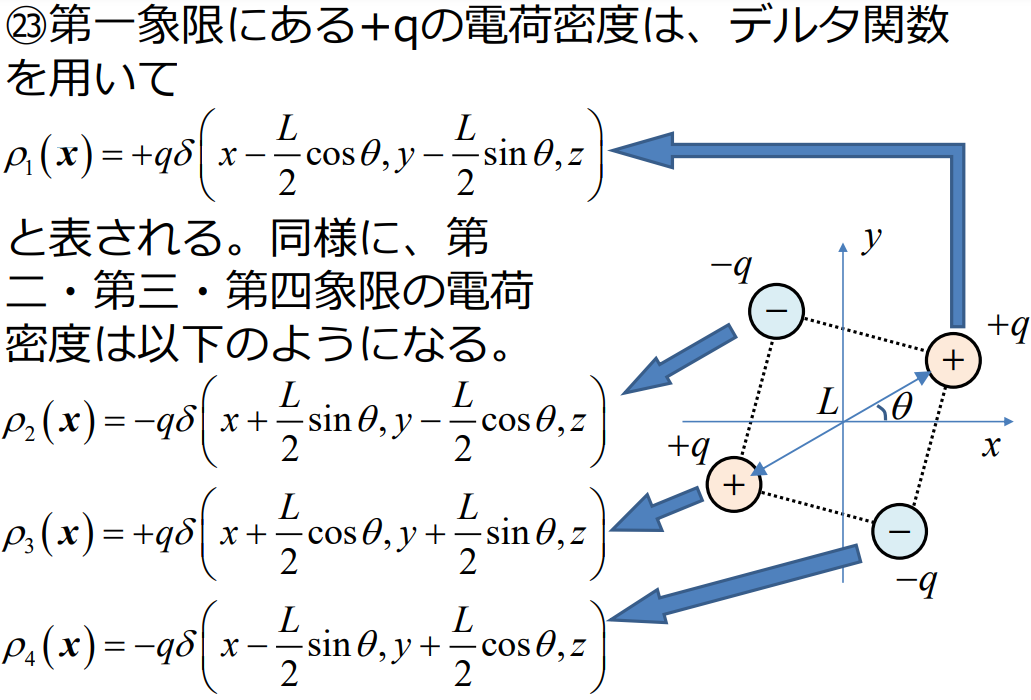 ㉓第一象限にある+qの電荷密度は、デルタ関数
を用いて
ρ₁(x) = +qδ(x − L/2 cosθ, y − L/2 sinθ, z)
と表される。同様に、第
二・第三・第四象限の電荷
密度は以下のようになる。
ρ₂(x) = −qδ(x + L/2 sinθ, y − L/2 cosθ, z)
ρ₃(x) = +qδ(x + L/2 cosθ, y + L/2 sinθ, z)
ρ₄(x) = −qδ(x − L/2 sinθ, y + L/2 cosθ, z)
y
−q
−
+q
+
L
θ
x
+q
+
−
−q